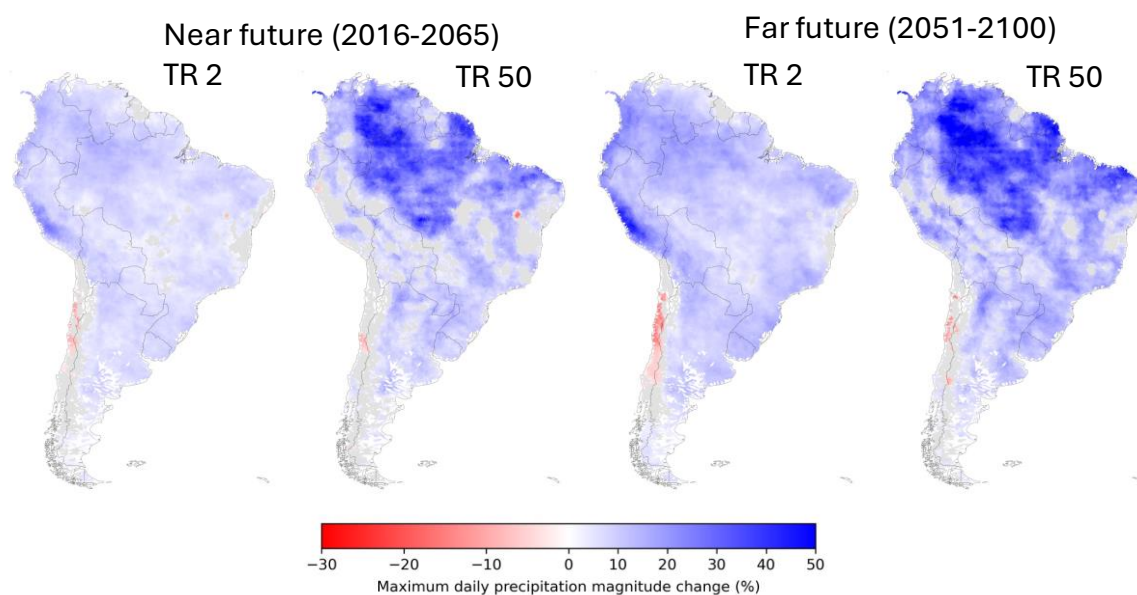 Near future (2016-2065)
Far future (2051-2100)
TR 2
TR 50
TR 2
TR 50
−30
−20
−10
0
10
20
30
40
50
Maximum daily precipitation magnitude change (%)